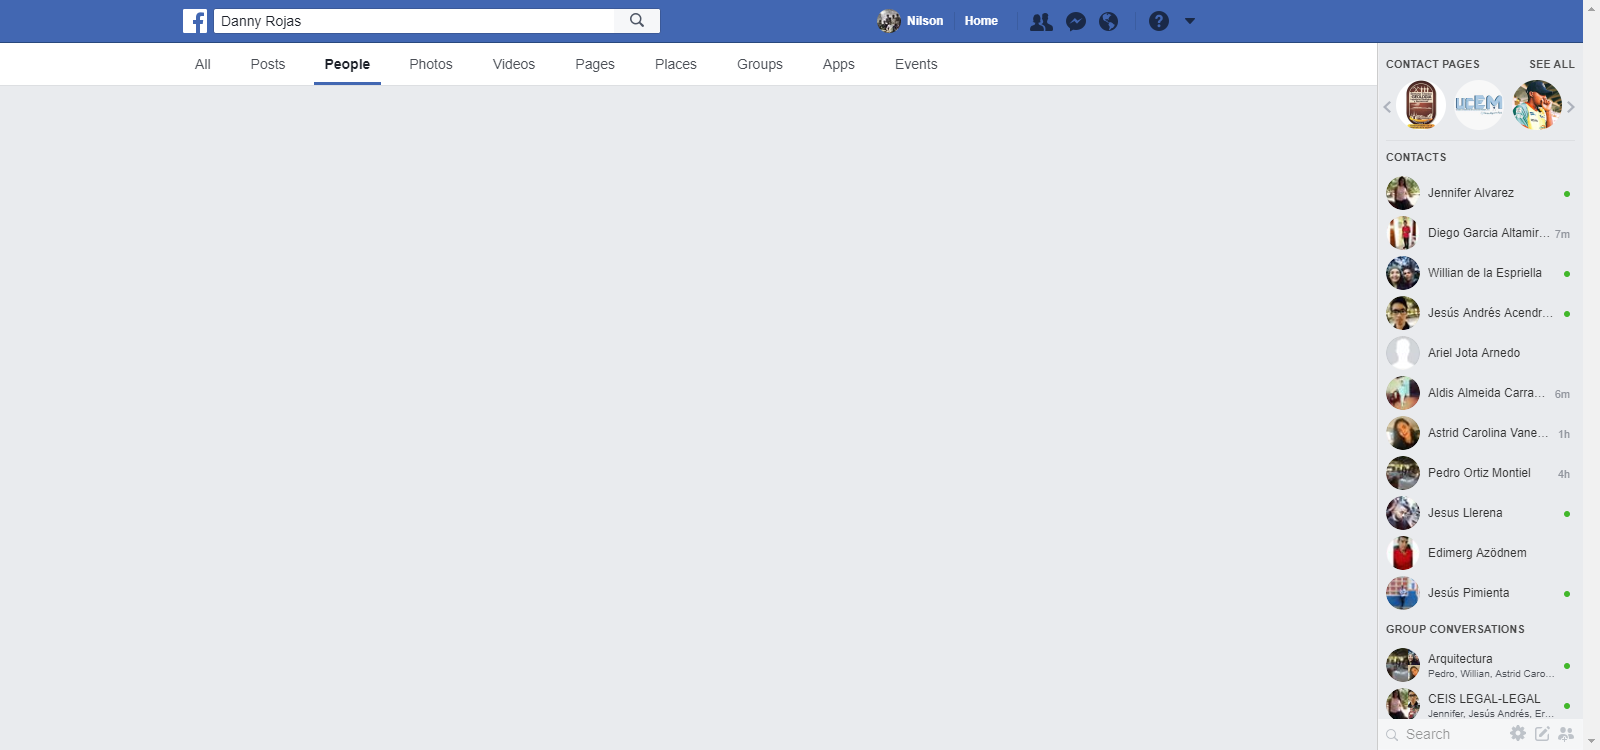 Danny Rojas
Nilson
Home
All
Posts
People
Photos
Videos
Pages
Places
Groups
Apps
Events
CONTACT PAGES
SEE ALL
UCEM
CONTACTS
Jennifer Alvarez
Diego Garcia Altamir... 7m
Willian de la Espriella
Jesús Andrés Acendr...
Ariel Jota Arnedo
Aldis Almeida Carra... 6m
Astrid Carolina Vane... 1h
Pedro Ortiz Montiel 4h
Jesus Llerena
Edimerg Azödnem
Jesús Pimienta
GROUP CONVERSATIONS
Arquitectura
Pedro, Willian, Astrid Caro...
CEIS LEGAL-LEGAL
Jennifer, Jesús Andrés, Er...
Search